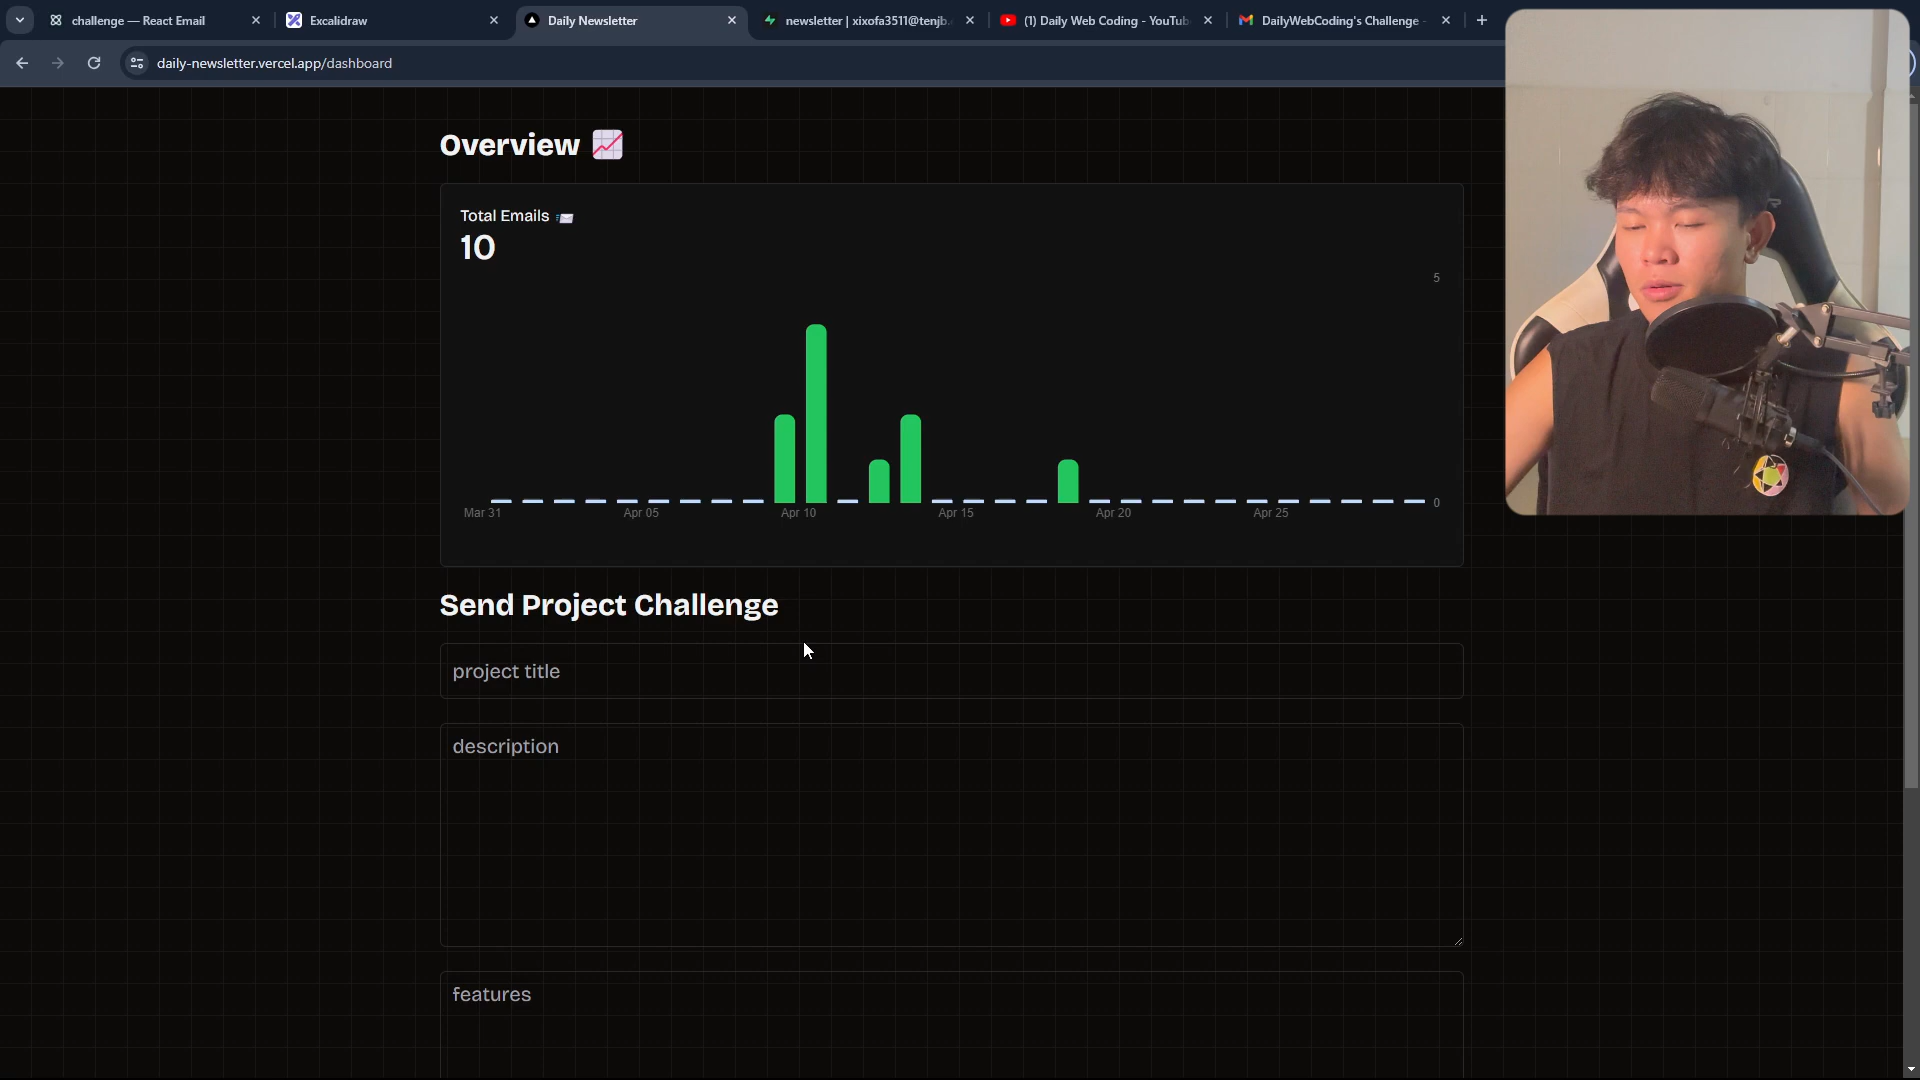 challenge — React Email
Excalidraw
Daily Newsletter
newsletter | xixofa3511@tenjb.
(1) Daily Web Coding - YouTub
DailyWebCoding's Challenge -
daily-newsletter.vercel.app/dashboard
Overview
Total Emails
10
5
0
Mar 31
Apr 05
Apr 10
Apr 15
Apr 20
Apr 25
Send Project Challenge
project title
description
features